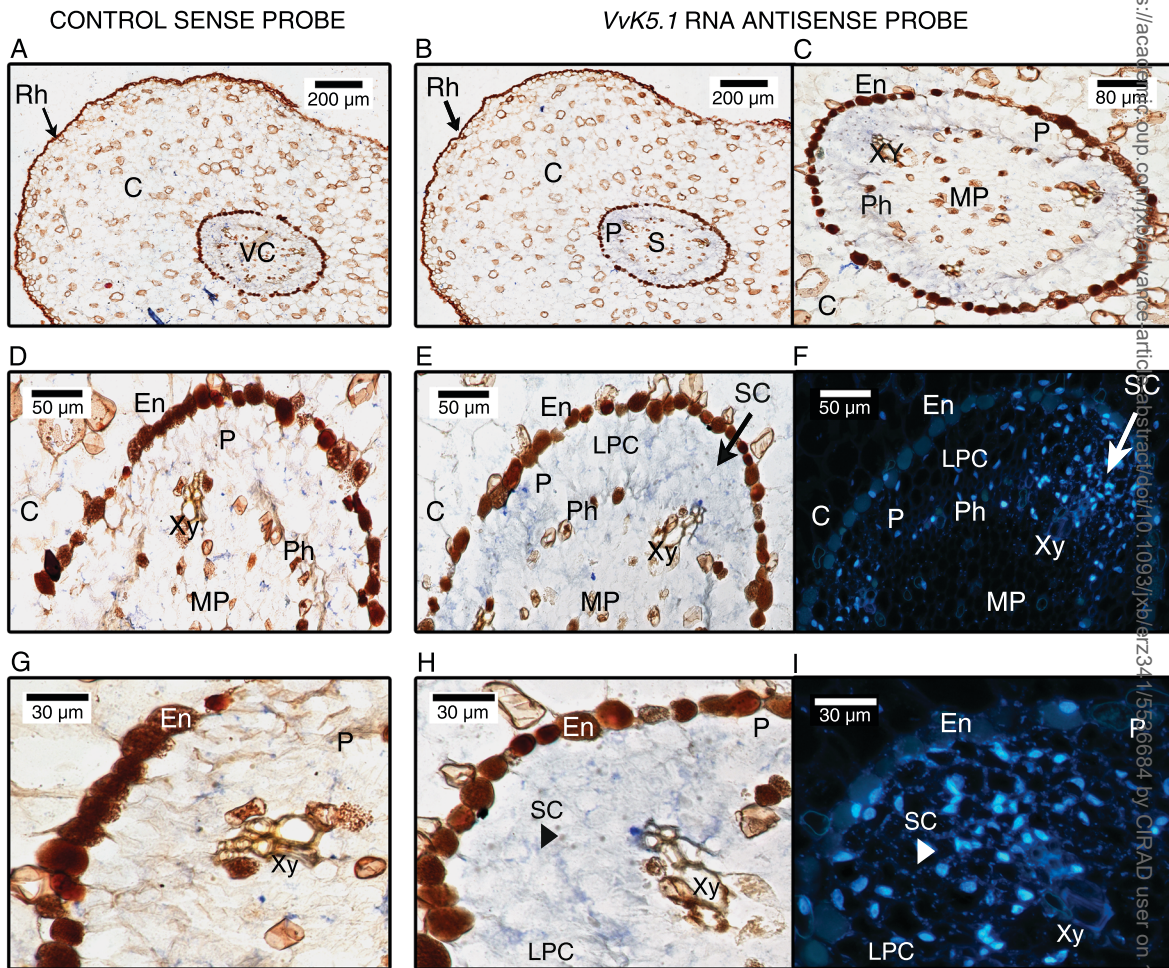 CONTROL SENSE PROBE
VvK5.1 RNA ANTISENSE PROBE
A
Rh
200 µm
C
VC
B
Rh
200 µm
C
P
S
C
En
80 µm
P
XY
MP
Ph
C
D
50 µm
En
P
C
Xy
Ph
MP
E
50 µm
En
SC
LPC
P
C
Ph
Xy
MP
F
50 µm
En
SC
LPC
C
P
Ph
Xy
MP
G
30 µm
En
P
Xy
H
30 µm
En
P
SC
Xy
LPC
I
30 µm
En
P
SC
Xy
LPC